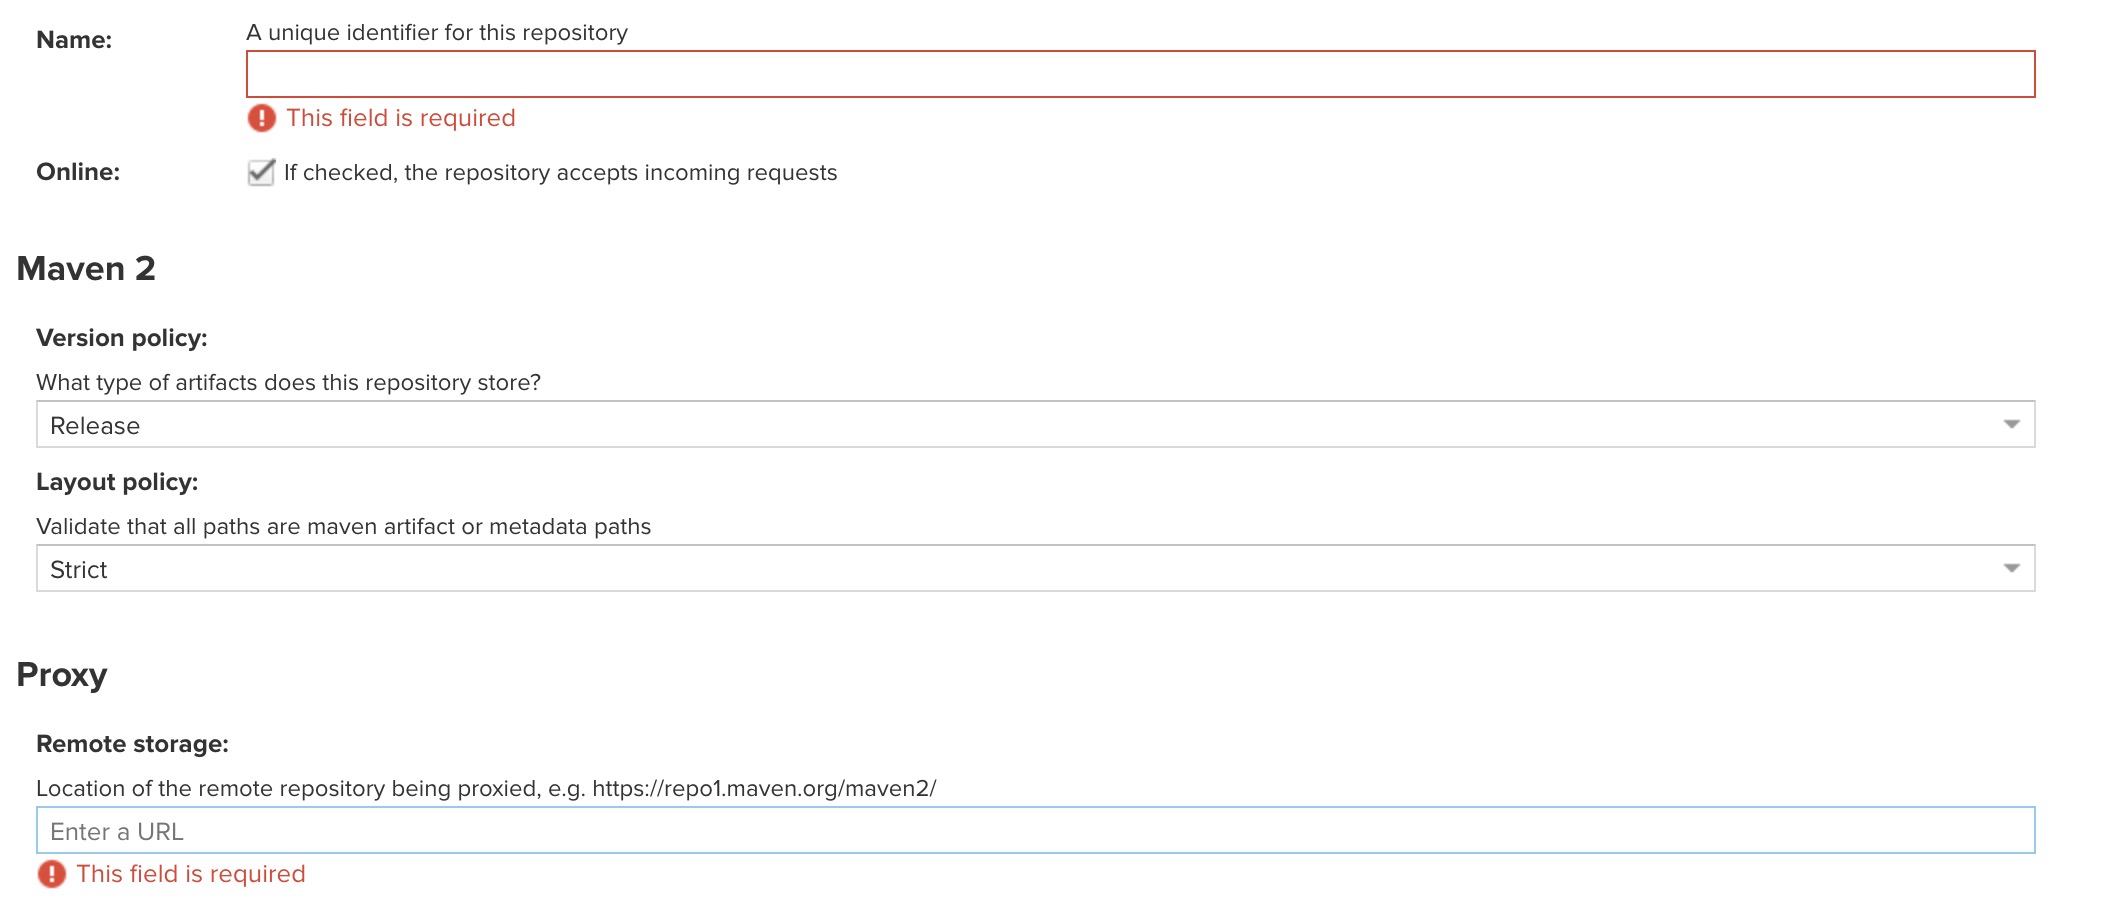 Name:
A unique identifier for this repository
This field is required
Online:
If checked, the repository accepts incoming requests
Maven 2
Version policy:
What type of artifacts does this repository store?
Release
Layout policy:
Validate that all paths are maven artifact or metadata paths
Strict
Proxy
Remote storage:
Location of the remote repository being proxied, e.g. https://repo1.maven.org/maven2/
Enter a URL
This field is required